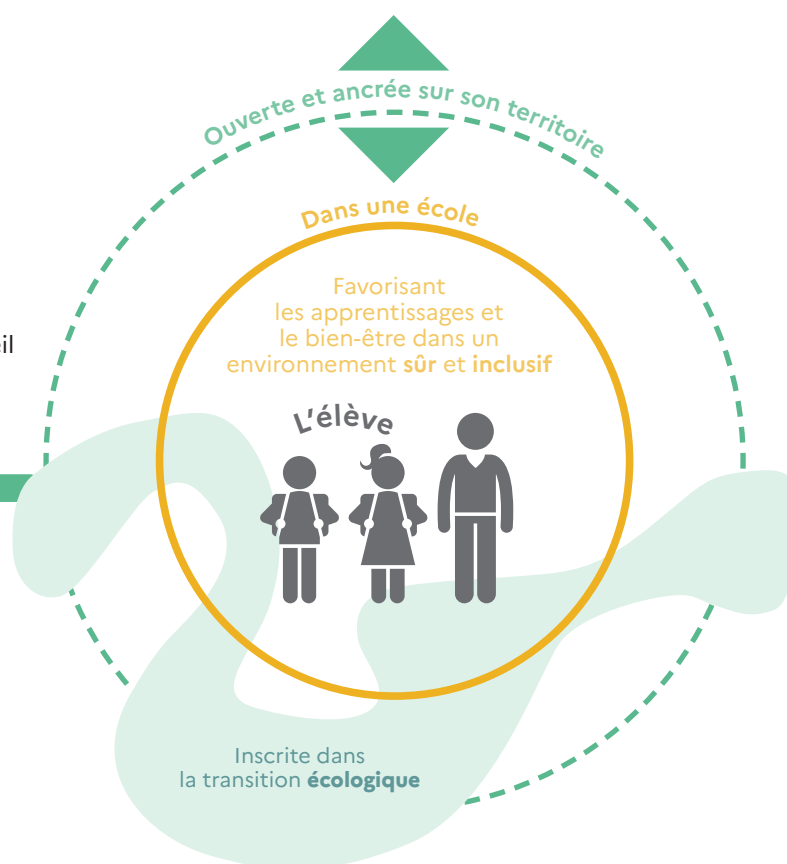 Ouverte et ancrée sur son territoire
Dans une école
Favorisant
les apprentissages et
le bien-être dans un
environnement sûr et inclusif
L'élève
Inscrite dans
la transition écologique